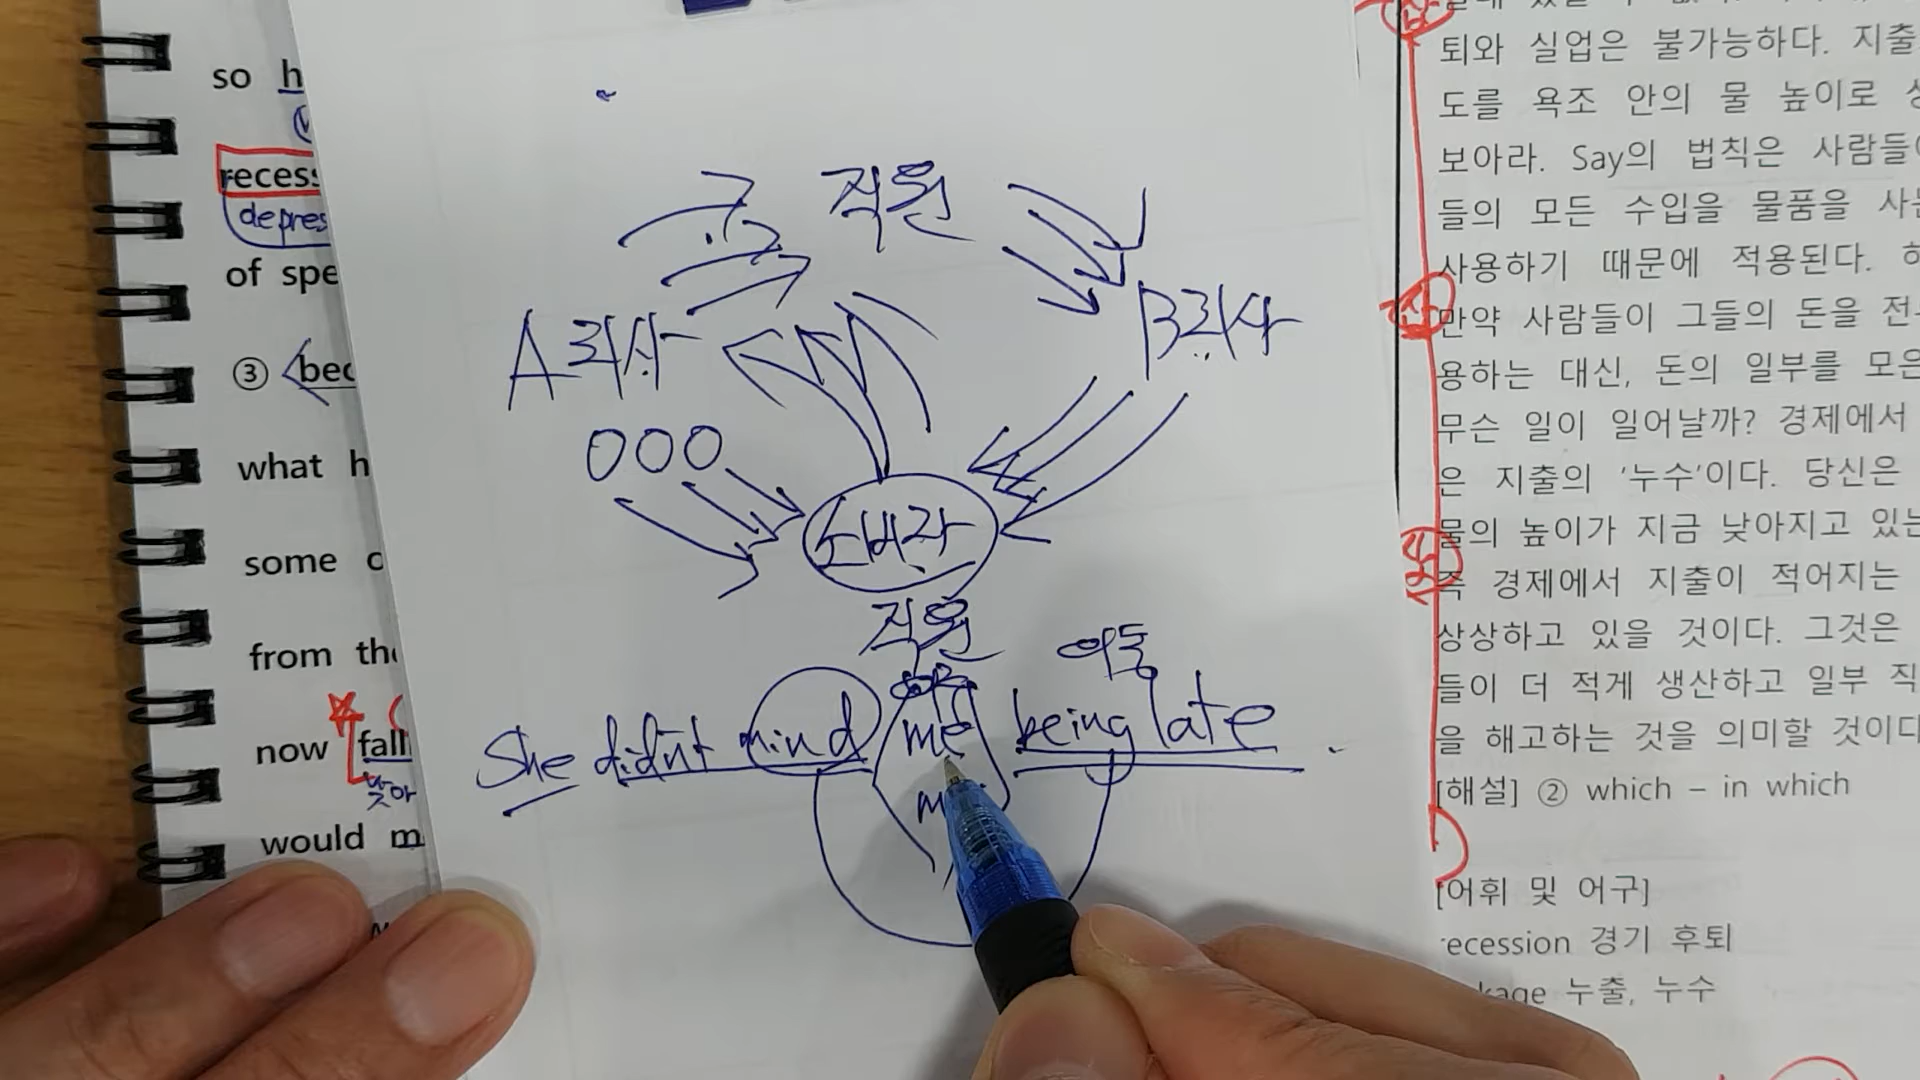 so h
recess
depres
of spe
③ bec
what h
some o
from the
now fall
낮아
would m
직원
A회사
B회사
000
소비자
직원
이동
She didn't mind me being late .
퇴와 실업은 불가능하다. 지출
도를 욕조 안의 물 높이로 상
보아라. Say의 법칙은 사람들이
들의 모든 수입을 물품을 사는
사용하기 때문에 적용된다. 하
만약 사람들이 그들의 돈을 전
용하는 대신, 돈의 일부를 모은
무슨 일이 일어날까? 경제에서
은 지출의 ‘누수’이다. 당신은
물의 높이가 지금 낮아지고 있는
즉 경제에서 지출이 적어지는
상상하고 있을 것이다. 그것은
들이 더 적게 생산하고 일부 직
을 해고하는 것을 의미할 것이다
[해설] ② which – in which
[어휘 및 어구]
recession 경기 후퇴
kage 누출, 누수